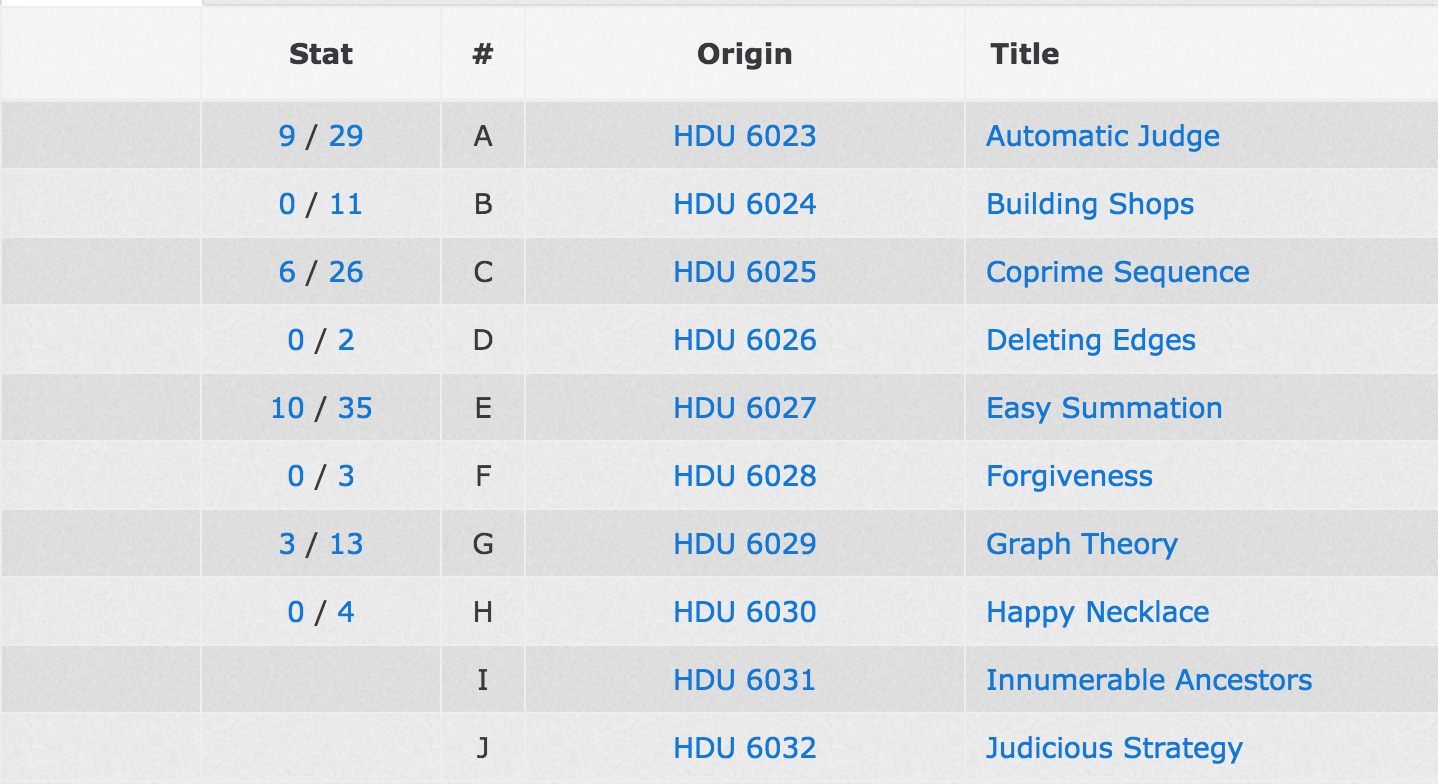 Stat # Origin Title
9 / 29 A HDU 6023 Automatic Judge
0 / 11 B HDU 6024 Building Shops
6 / 26 C HDU 6025 Coprime Sequence
0 / 2 D HDU 6026 Deleting Edges
10 / 35 E HDU 6027 Easy Summation
0 / 3 F HDU 6028 Forgiveness
3 / 13 G HDU 6029 Graph Theory
0 / 4 H HDU 6030 Happy Necklace
I HDU 6031 Innumerable Ancestors
J HDU 6032 Judicious Strategy